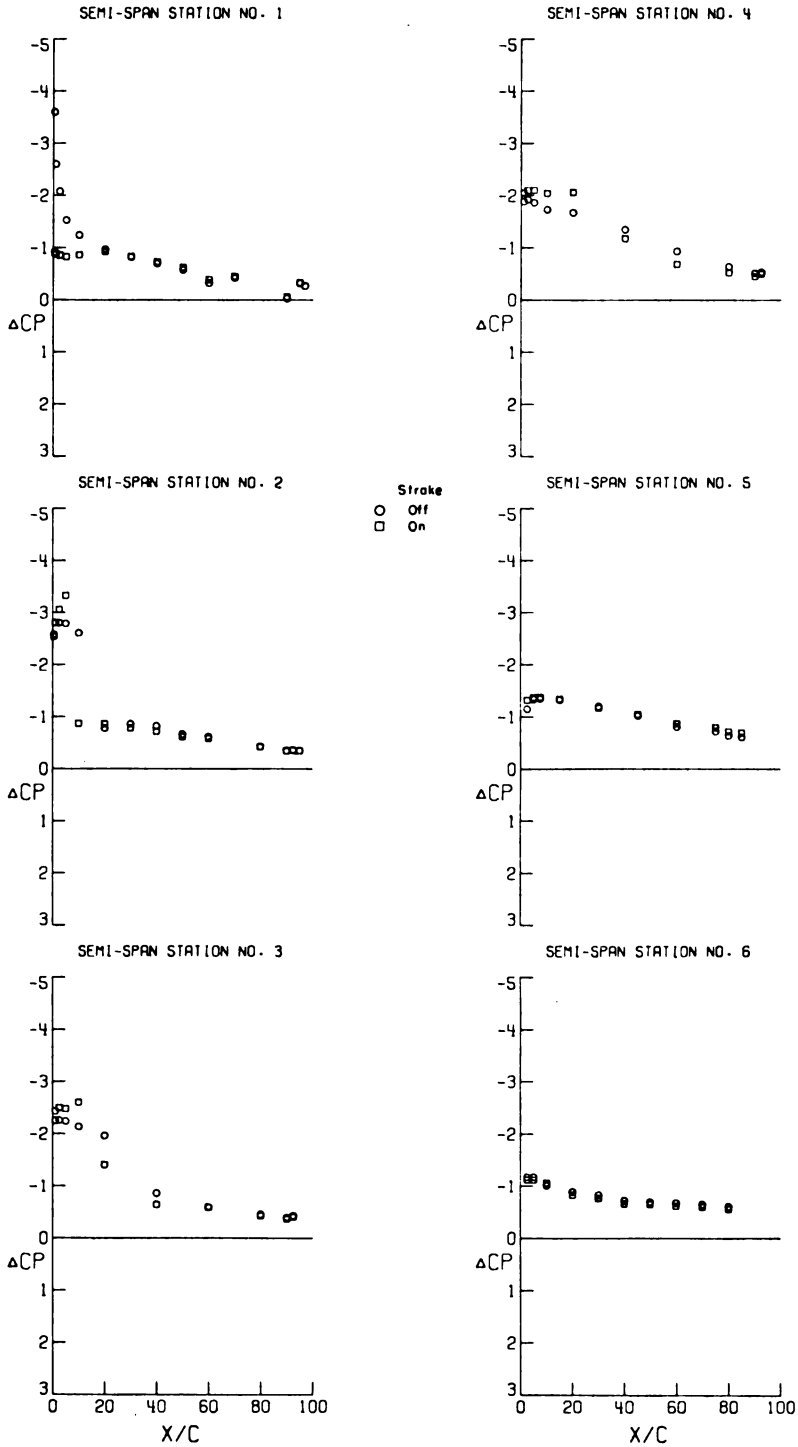 SEMI-SPAN STATION NO. 1
-5
-4
-3
-2
-1
0
ΔCP
1
2
3
SEMI-SPAN STATION NO. 4
-5
-4
-3
-2
-1
0
ΔCP
1
2
3
SEMI-SPAN STATION NO. 2
-5
-4
-3
-2
-1
0
ΔCP
1
2
3
Strake
Off
On
SEMI-SPAN STATION NO. 5
-5
-4
-3
-2
-1
0
ΔCP
1
2
3
SEMI-SPAN STATION NO. 3
-5
-4
-3
-2
-1
0
ΔCP
1
2
3
0 20 40 60 80 100
X/C
SEMI-SPAN STATION NO. 6
-5
-4
-3
-2
-1
0
ΔCP
1
2
3
0 20 40 60 80 100
X/C